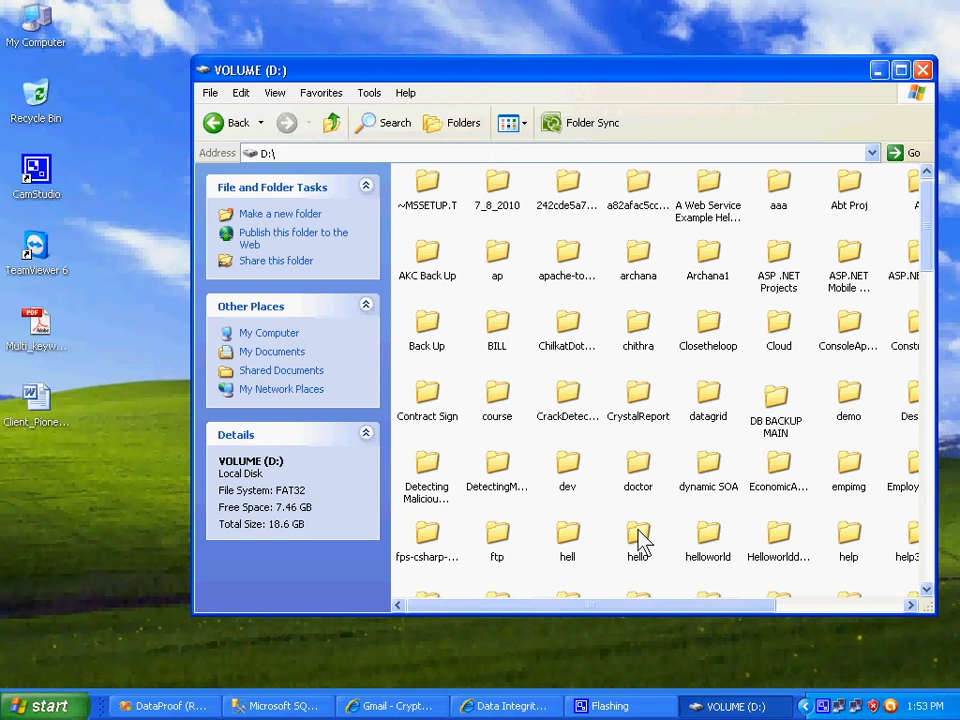 My Computer
Recycle Bin
CamStudio
TeamViewer 6
Multi_keyw...
Client_Pione...
VOLUME (D:)
File Edit View Favorites Tools Help
Back Search Folders Folder Sync
Address D:\ Go
File and Folder Tasks
Make a new folder
Publish this folder to the
Web
Share this folder
Other Places
My Computer
My Documents
Shared Documents
My Network Places
Details
VOLUME (D:)
Local Disk
File System: FAT32
Free Space: 7.46 GB
Total Size: 18.6 GB
~MSSETUP.T 7_8_2010 242cde5a7... a82afac5cc... A Web Service aaa Abt Proj
Example Hel...
AKC Back Up ap apache-to... archana Archana1 ASP .NET ASP.NET ASP.NE
Projects Mobile ...
Back Up BILL ChilkatDot... chithra Closetheloop Cloud ConsoleAp... Constr
Contract Sign course CrackDetec... CrystalReport datagrid DB BACKUP demo Des
MAIN
Detecting DetectingM... dev doctor dynamic SOA EconomicA... empimg Employ
Maliciou...
fps-csharp-... ftp hell hello helloworld Helloworldd... help help3
start DataProof (R... Microsoft SQ... Gmail - Crypt... Data Integrit... Flashing VOLUME (D:) 1:53 PM